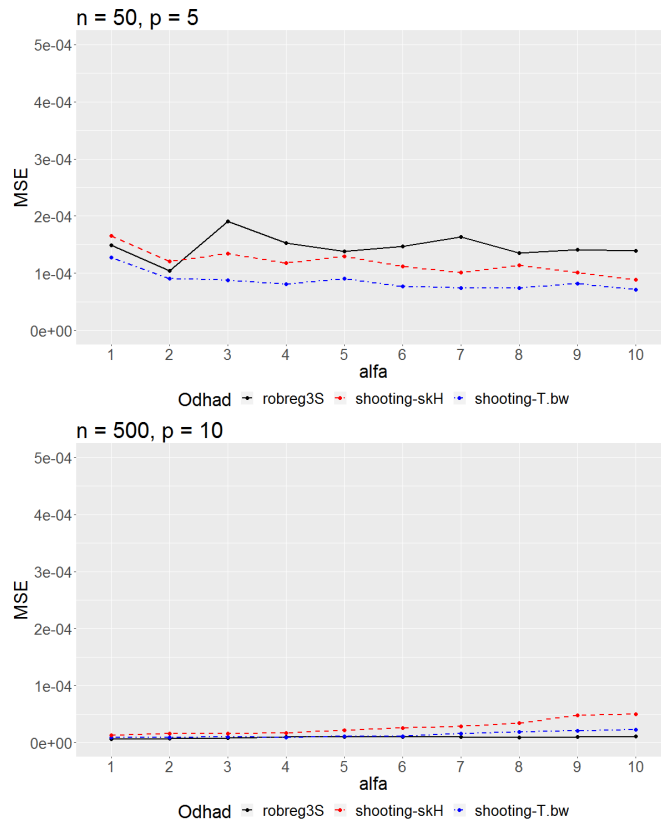 n = 50, p = 5
5e-04
4e-04
3e-04
MSE
2e-04
1e-04
0e+00
1 2 3 4 5 6 7 8 9 10
alfa
Odhad robreg3S shooting-skH shooting-T.bw
n = 500, p = 10
5e-04
4e-04
3e-04
MSE
2e-04
1e-04
0e+00
1 2 3 4 5 6 7 8 9 10
alfa
Odhad robreg3S shooting-skH shooting-T.bw